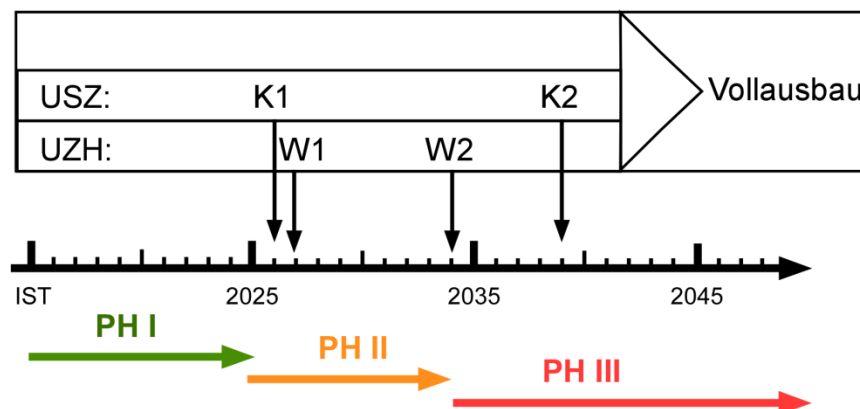 USZ: K1 K2 Vollausbau
UZH: W1 W2
IST 2025 2035 2045
PH I
PH II
PH III